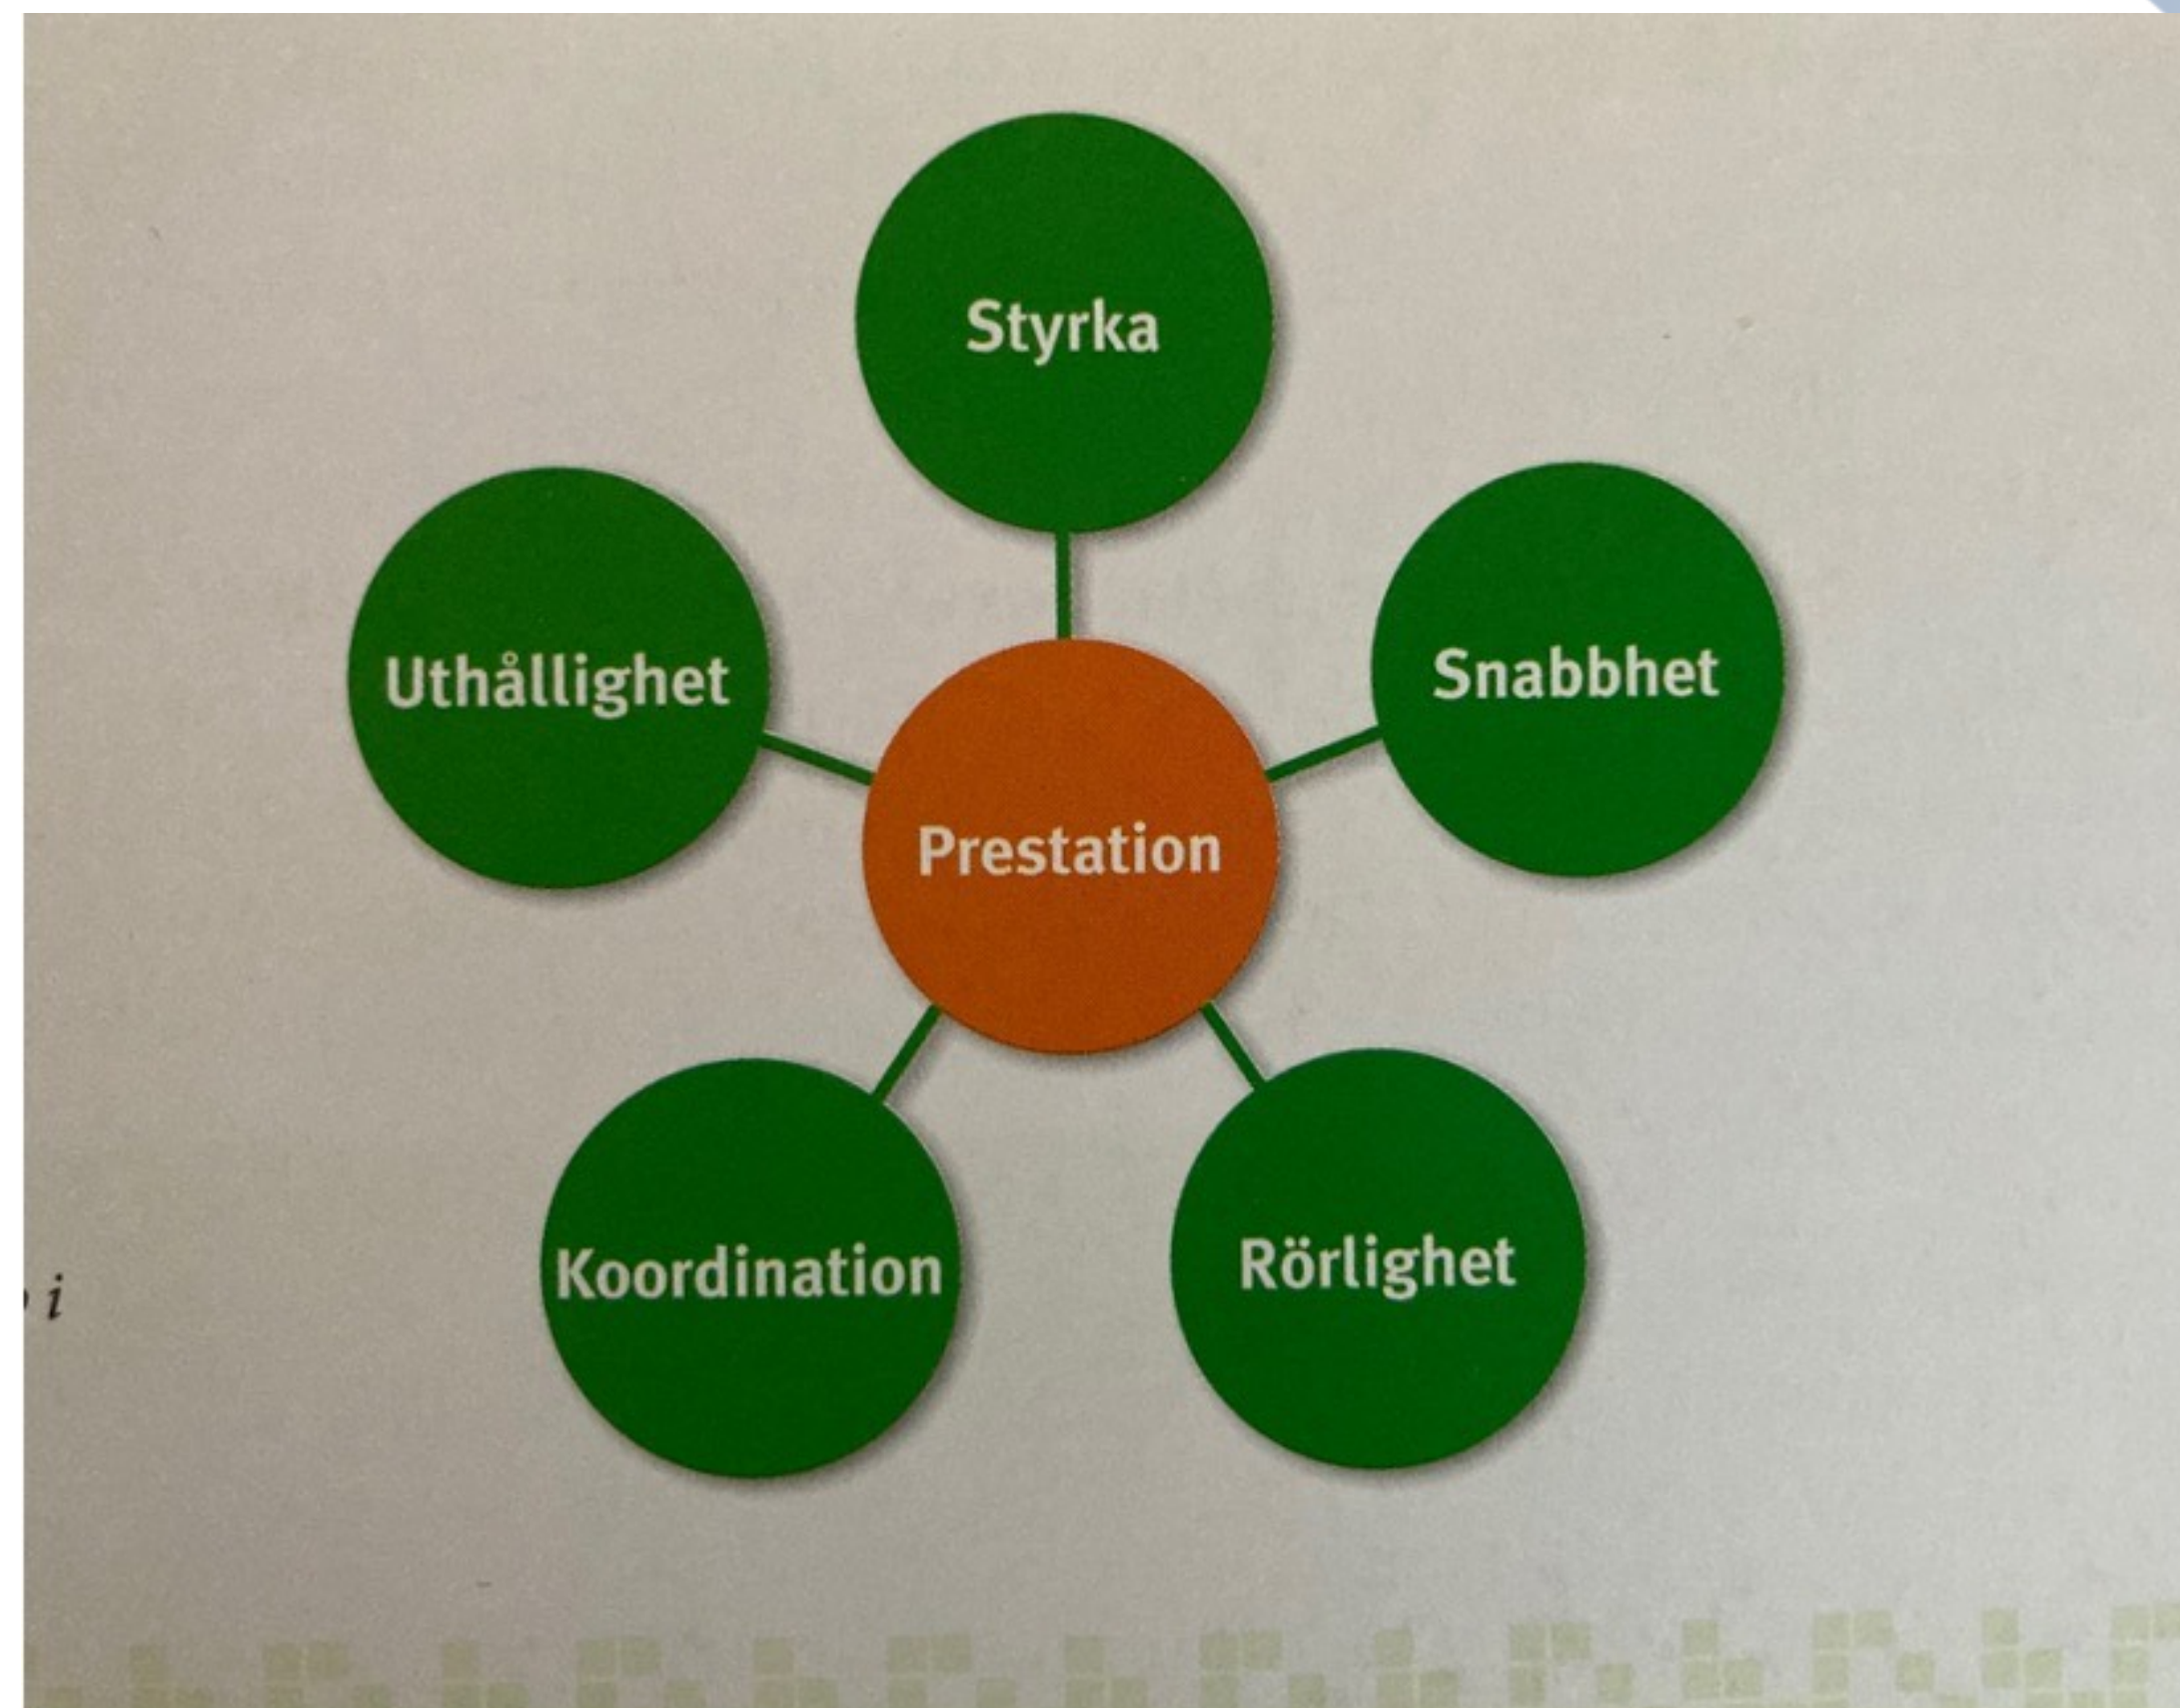 Styrka
Uthållighet
Snabbhet
Prestation
Koordination
Rörlighet
i